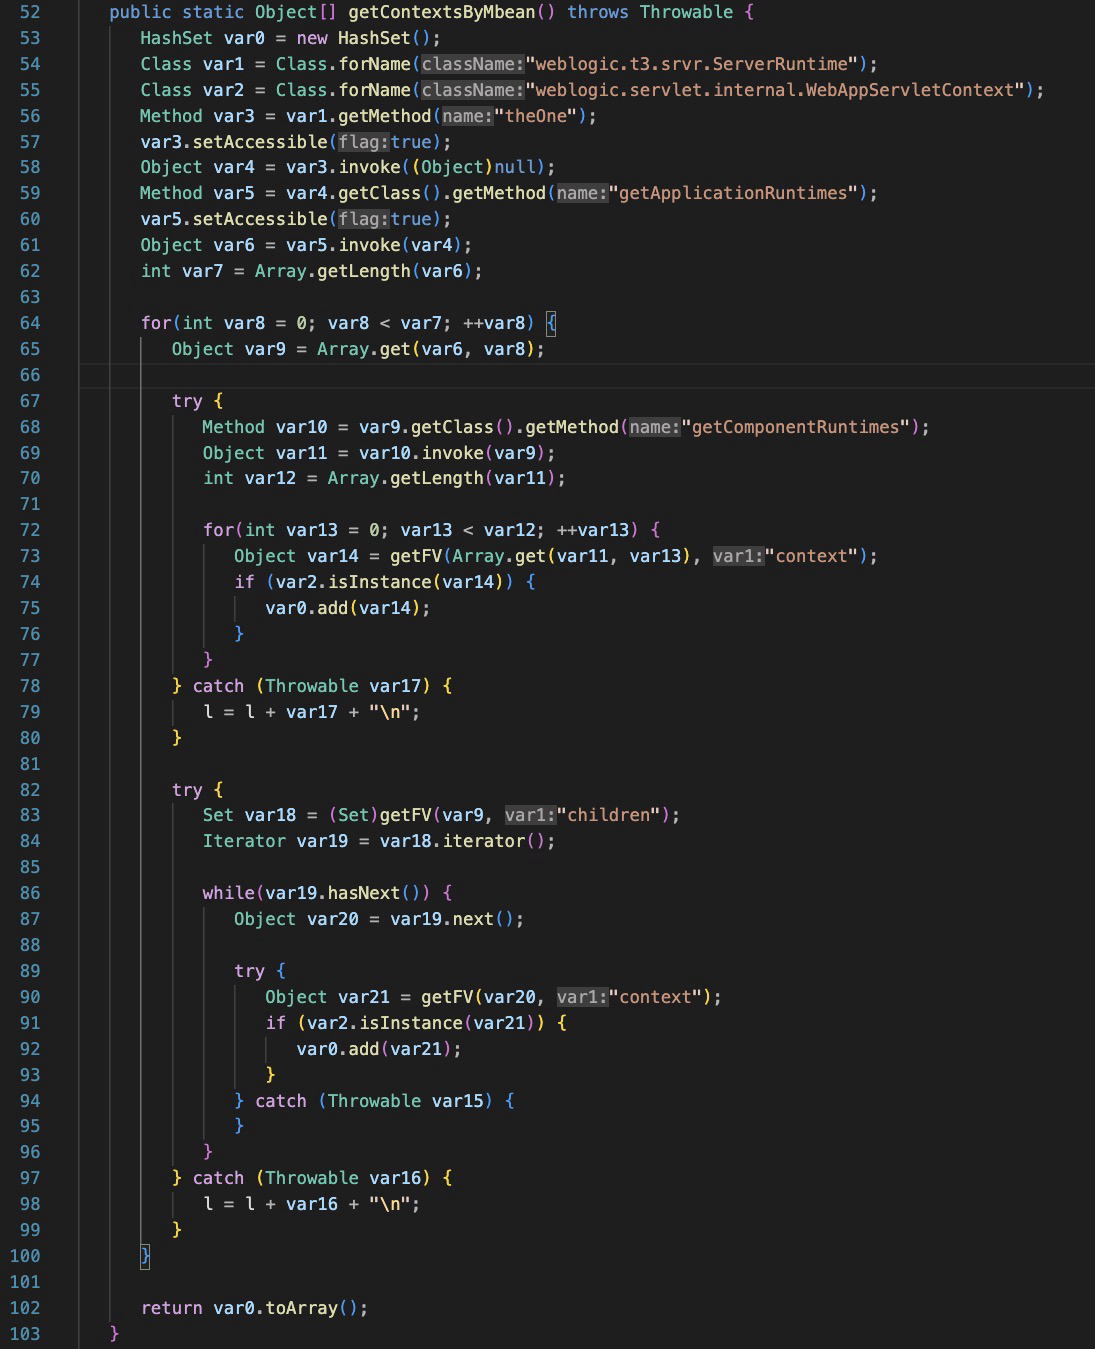 52 public static Object[] getContextsByMbean() throws Throwable {
53 HashSet var0 = new HashSet();
54 Class var1 = Class.forName(className:"weblogic.t3.srvr.ServerRuntime");
55 Class var2 = Class.forName(className:"weblogic.servlet.internal.WebAppServletContext");
56 Method var3 = var1.getMethod(name:"theOne");
57 var3.setAccessible(flag:true);
58 Object var4 = var3.invoke((Object)null);
59 Method var5 = var4.getClass().getMethod(name:"getApplicationRuntimes");
60 var5.setAccessible(flag:true);
61 Object var6 = var5.invoke(var4);
62 int var7 = Array.getLength(var6);
63
64 for(int var8 = 0; var8 < var7; ++var8) {
65 Object var9 = Array.get(var6, var8);
66
67 try {
68 Method var10 = var9.getClass().getMethod(name:"getComponentRuntimes");
69 Object var11 = var10.invoke(var9);
70 int var12 = Array.getLength(var11);
71
72 for(int var13 = 0; var13 < var12; ++var13) {
73 Object var14 = getFV(Array.get(var11, var13), var1:"context");
74 if (var2.isInstance(var14)) {
75 var0.add(var14);
76 }
77 }
78 } catch (Throwable var17) {
79 l = l + var17 + "\n";
80 }
81
82 try {
83 Set var18 = (Set)getFV(var9, var1:"children");
84 Iterator var19 = var18.iterator();
85
86 while(var19.hasNext()) {
87 Object var20 = var19.next();
88
89 try {
90 Object var21 = getFV(var20, var1:"context");
91 if (var2.isInstance(var21)) {
92 var0.add(var21);
93 }
94 } catch (Throwable var15) {
95 }
96 }
97 } catch (Throwable var16) {
98 l = l + var16 + "\n";
99 }
100 }
101
102 return var0.toArray();
103 }